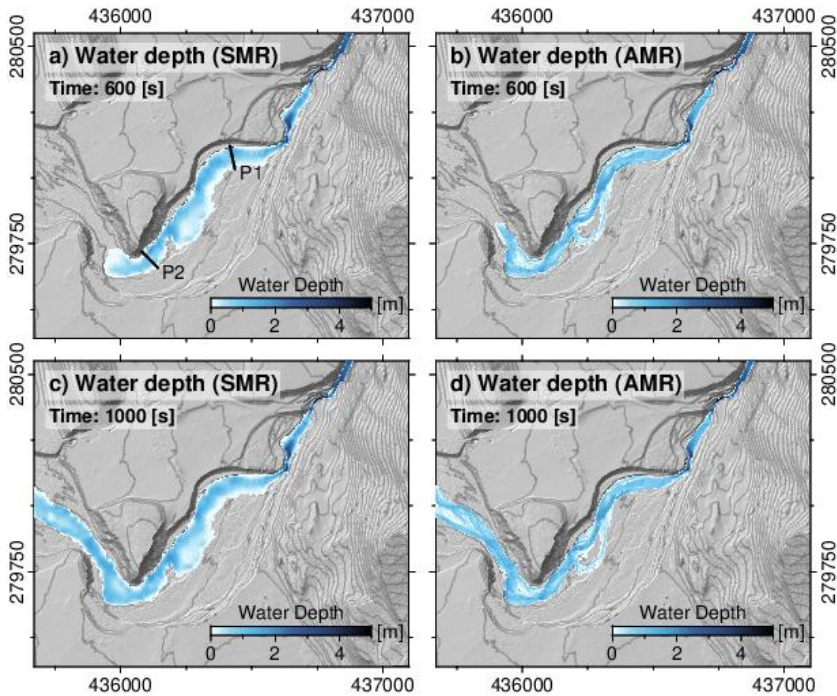 436000 437000 436000 437000
280500
279750
a) Water depth (SMR)
Time: 600 [s]
P1
P2
Water Depth
[m]
0 2 4
b) Water depth (AMR)
Time: 600 [s]
Water Depth
[m]
0 2 4
280500
279750
280500
279750
c) Water depth (SMR)
Time: 1000 [s]
Water Depth
[m]
0 2 4
d) Water depth (AMR)
Time: 1000 [s]
Water Depth
[m]
0 2 4
280500
279750
436000 437000 436000 437000